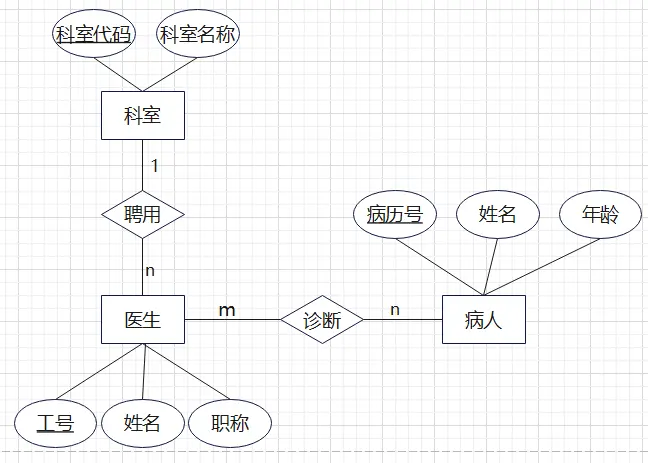 科室代码 科室名称
科室
1
聘用
n
病历号 姓名 年龄
医生 m 诊断 n 病人
工号 姓名 职称